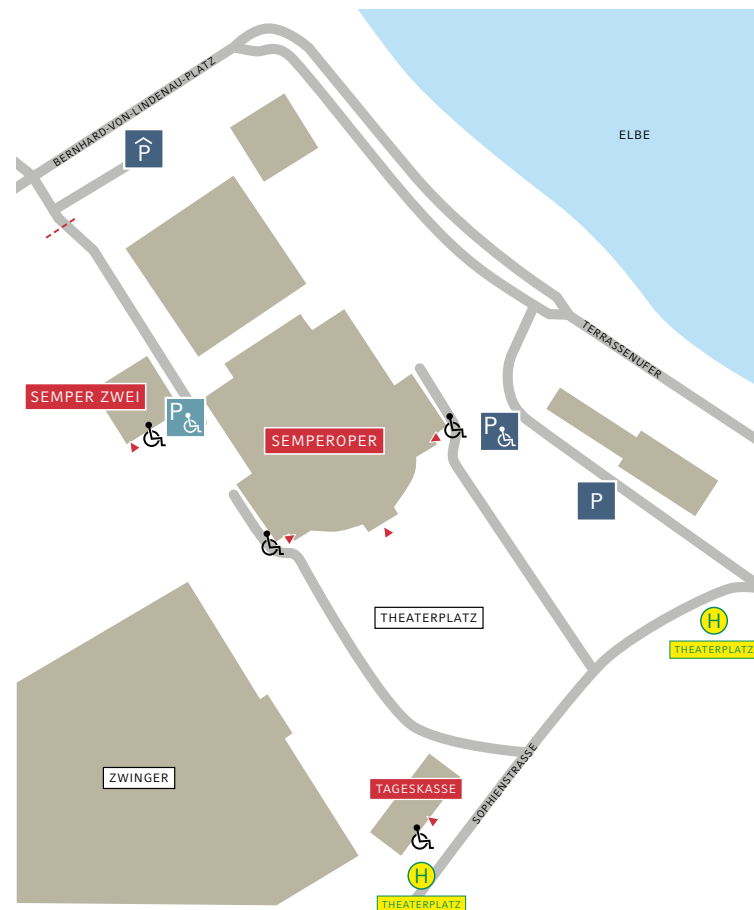 BERNHARD-VON-LINDENAU-PLATZ
P
ELBE
TERRASSENUFER
SEMPER ZWEI
P
SEMPEROPER
P
P
THEATERPLATZ
H
THEATERPLATZ
ZWINGER
TAGESKASSE
SOPHIENSTRASSE
H
THEATERPLATZ